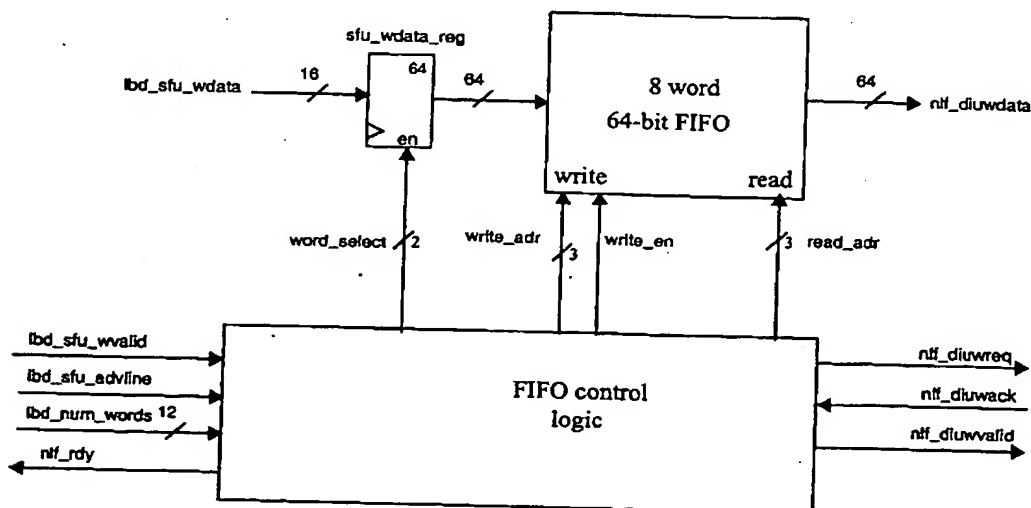 sfu_wdata_reg
lbd_sfu_wdata
16
64
en
64
8 word
64-bit FIFO
write
read
64
nlf_diuwdata
word_select
2
write_adr
3
write_en
3
read_adr
lbd_sfu_wvalid
lbd_sfu_advline
lbd_num_words
12
nlf_rdy
FIFO control
logic
nlf_diuwreq
nlf_diuwack
nlf_diuwvalid